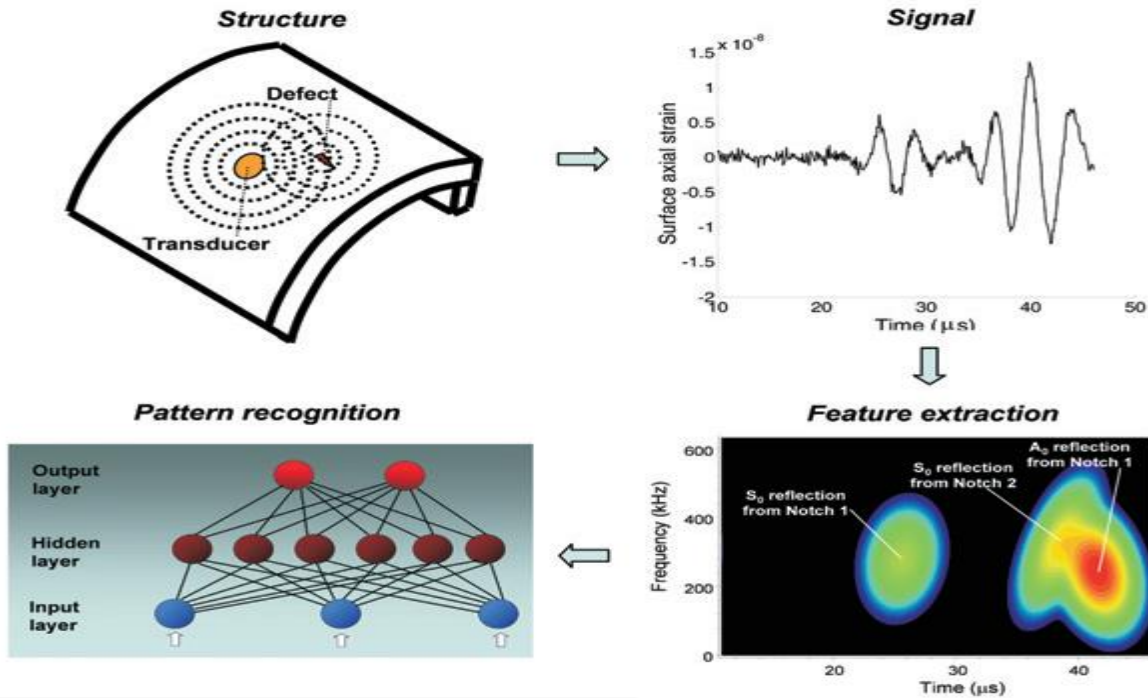 Structure
Defect
Transducer
Signal
× 10⁻⁸
1.5
1
0.5
0
-0.5
-1
-1.5
-2
Surface axial strain
10
20
30
40
50
Time (μs)
Pattern recognition
Output
layer
Hidden
layer
Input
layer
Feature extraction
600
400
200
0
Frequency (kHz)
S₀ reflection
from Notch 1
S₀ reflection
from Notch 2
A₀ reflection
from Notch 1
20
30
40
Time (μs)